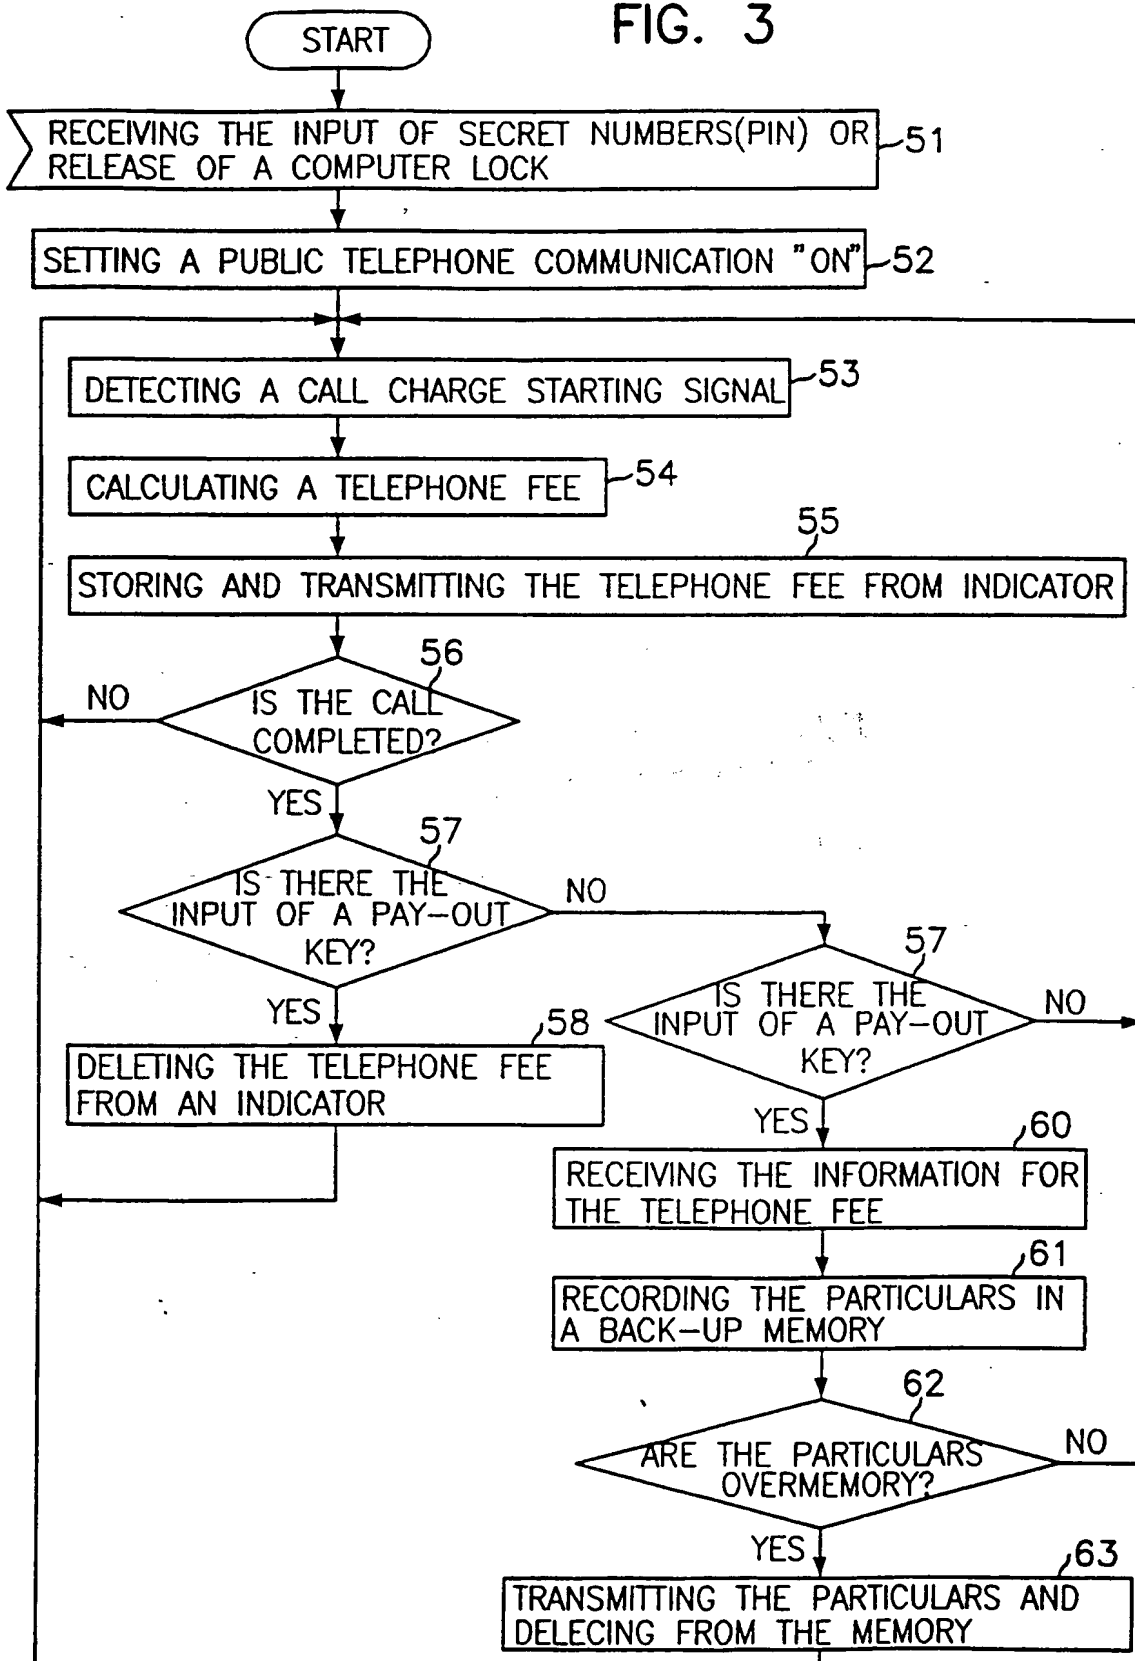 FIG. 3
START
RECEIVING THE INPUT OF SECRET NUMBERS(PIN) OR
RELEASE OF A COMPUTER LOCK
51
SETTING A PUBLIC TELEPHONE COMMUNICATION "ON"
52
DETECTING A CALL CHARGE STARTING SIGNAL
53
CALCULATING A TELEPHONE FEE
54
55
STORING AND TRANSMITTING THE TELEPHONE FEE FROM INDICATOR
56
NO
IS THE CALL
COMPLETED?
YES
57
IS THERE THE
INPUT OF A PAY-OUT
KEY?
NO
57
IS THERE THE
INPUT OF A PAY-OUT
KEY?
NO
YES
58
DELETING THE TELEPHONE FEE
FROM AN INDICATOR
YES
60
RECEIVING THE INFORMATION FOR
THE TELEPHONE FEE
61
RECORDING THE PARTICULARS IN
A BACK-UP MEMORY
62
ARE THE PARTICULARS
OVERMEMORY?
NO
YES
63
TRANSMITTING THE PARTICULARS AND
DELECING FROM THE MEMORY